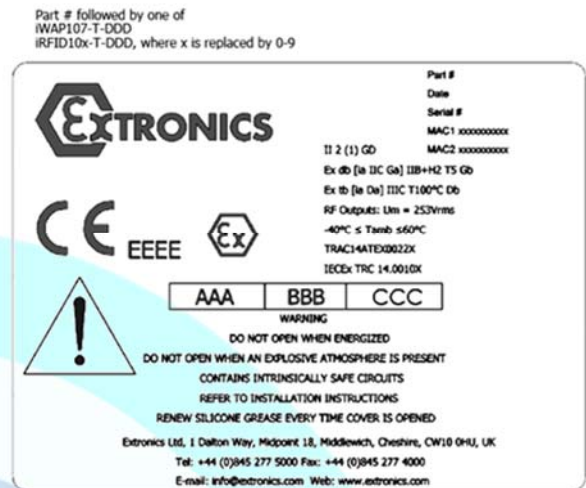 Part # followed by one of
iWAP107-T-DDD
iRFID10x-T-DDD, where x is replaced by 0-9
EXTRONICS
Part #
Date
Serial #
MAC1 xxxxxxxxxx
II 2 (1) GD MAC2 xxxxxxxxxx
Ex db [ia IIC Ga] IIB+H2 T5 Gb
Ex tb [ia Da] IIIC T100°C Db
RF Outputs: Um = 253Vrms
-40°C ≤ Tamb ≤60°C
TRAC14ATEX0022X
IECEx TRC 14.0010X
CE EEEE Ex
AAA BBB CCC
WARNING
DO NOT OPEN WHEN ENERGIZED
DO NOT OPEN WHEN AN EXPLOSIVE ATMOSPHERE IS PRESENT
CONTAINS INTRINSICALLY SAFE CIRCUITS
REFER TO INSTALLATION INSTRUCTIONS
RENEW SILICONE GREASE EVERY TIME COVER IS OPENED
Extronics Ltd, 1 Dalton Way, Midpoint 18, Middlewich, Cheshire, CW10 0HU, UK
Tel: +44 (0)845 277 5000 Fax: +44 (0)845 277 4000
E-mail: info@extronics.com Web: www.extronics.com